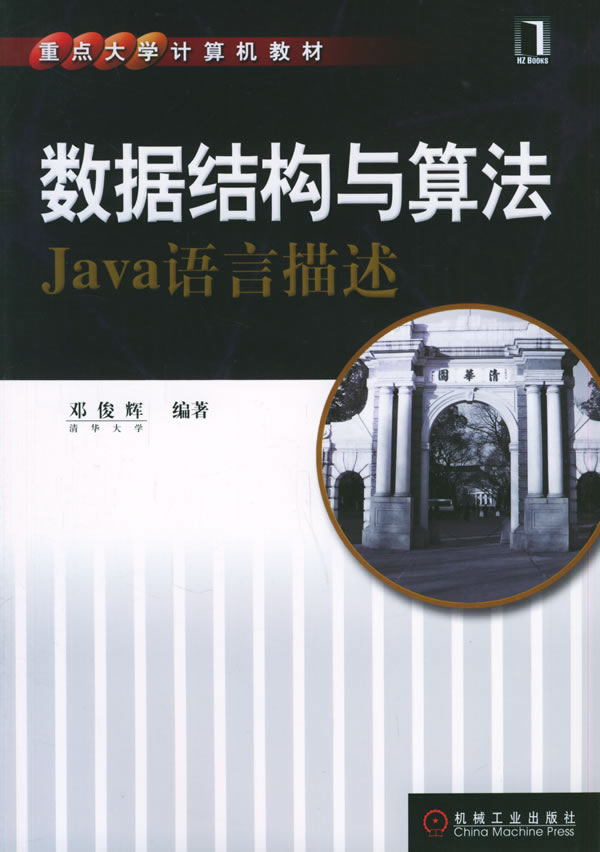 重点大学计算机教材
HZ BOOKS
数据结构与算法
Java语言描述
園華清
邓俊辉 编著
清华大学
机械工业出版社
China Machine Press